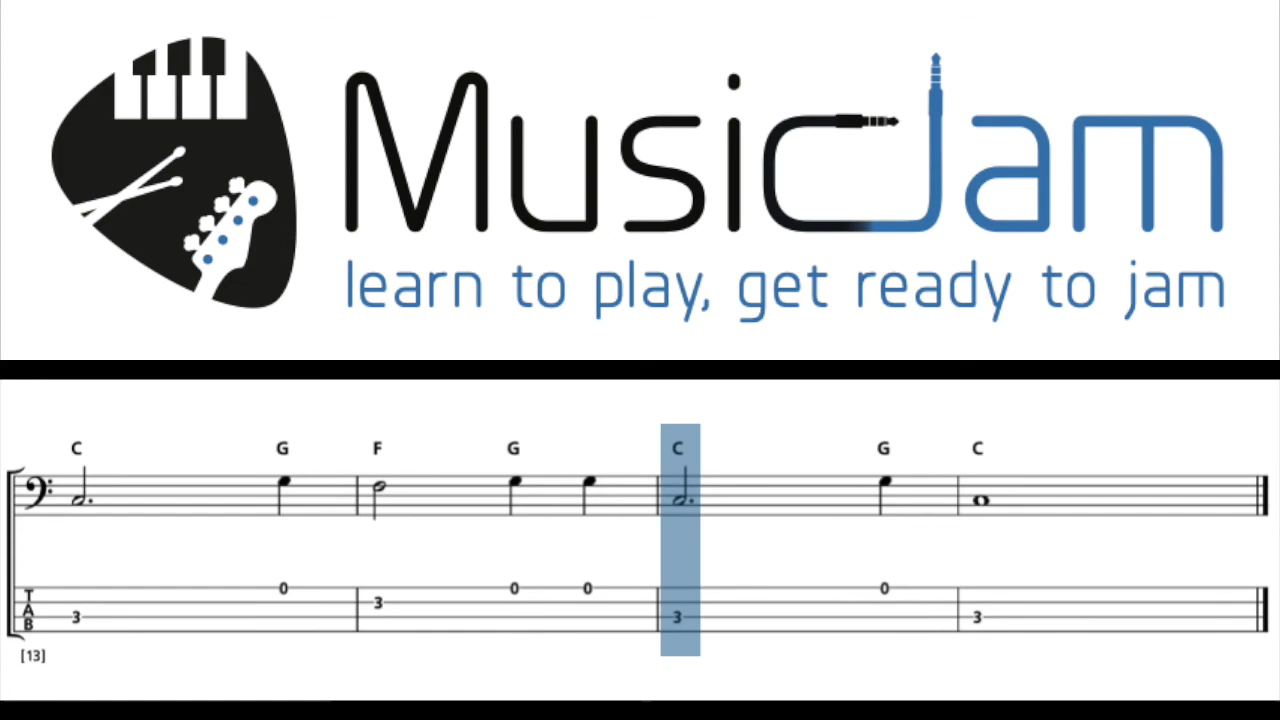 MusicJam
learn to play, get ready to jam
C G F G C G C
T
A
B
0 0 0 0
3
3 3 3
[13]